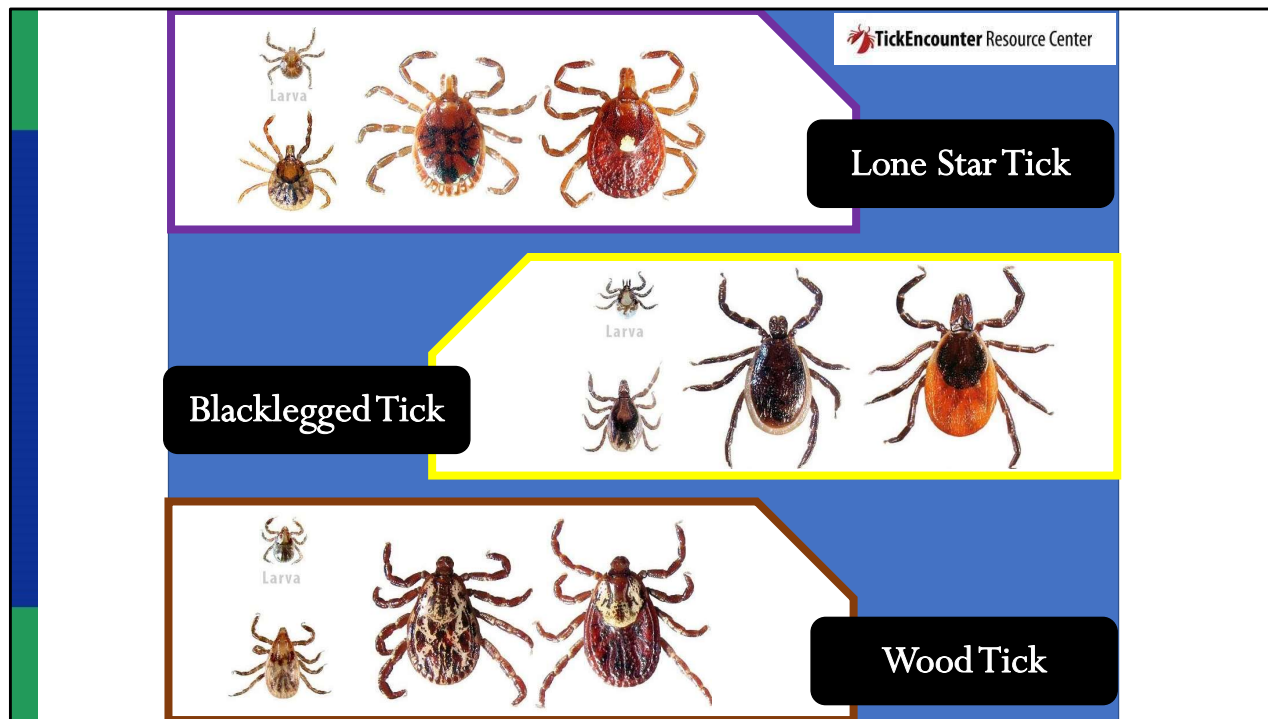 TickEncounter Resource Center
Larva
Lone Star Tick
Larva
Blacklegged Tick
Larva
Wood Tick